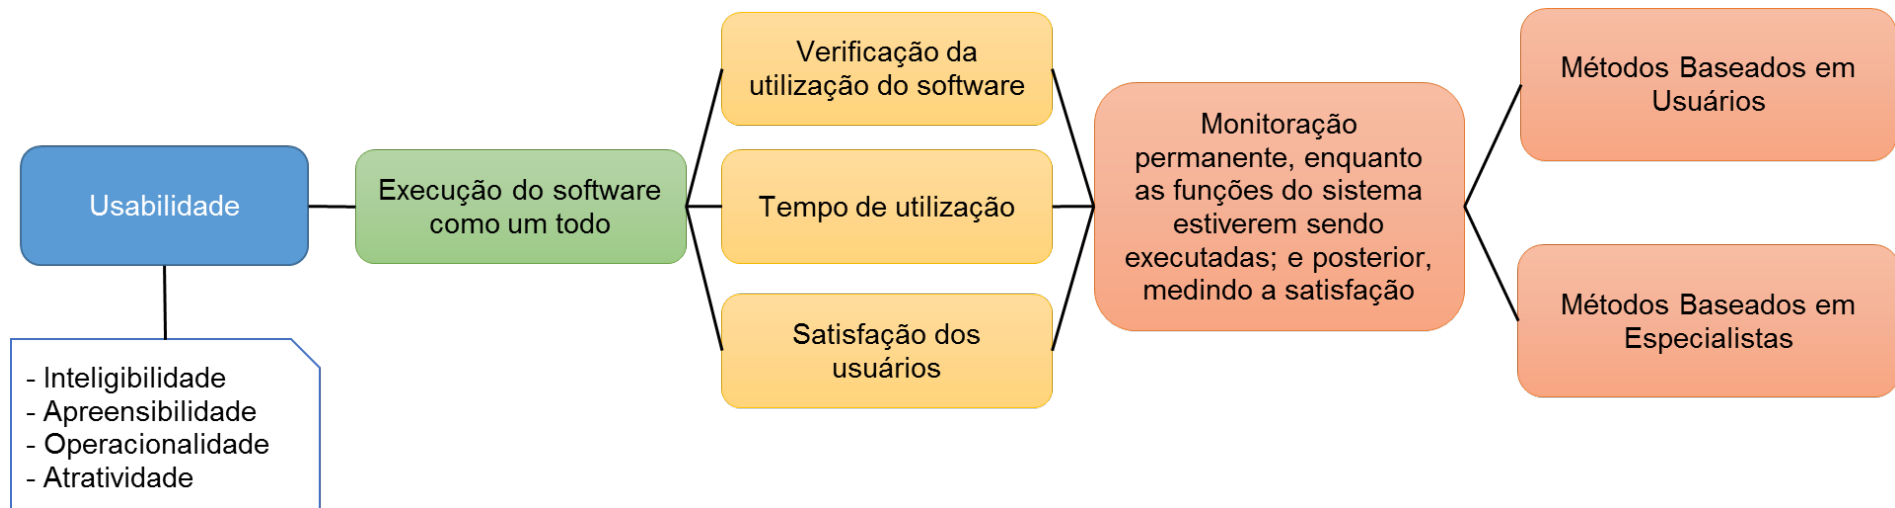 Usabilidade
- Inteligibilidade
- Apreensibilidade
- Operacionalidade
- Atratividade
Execução do software
como um todo
Verificação da
utilização do software
Tempo de utilização
Satisfação dos
usuários
Monitoração
permanente, enquanto
as funções do sistema
estiverem sendo
executadas; e posterior,
medindo a satisfação
Métodos Baseados em
Usuários
Métodos Baseados em
Especialistas